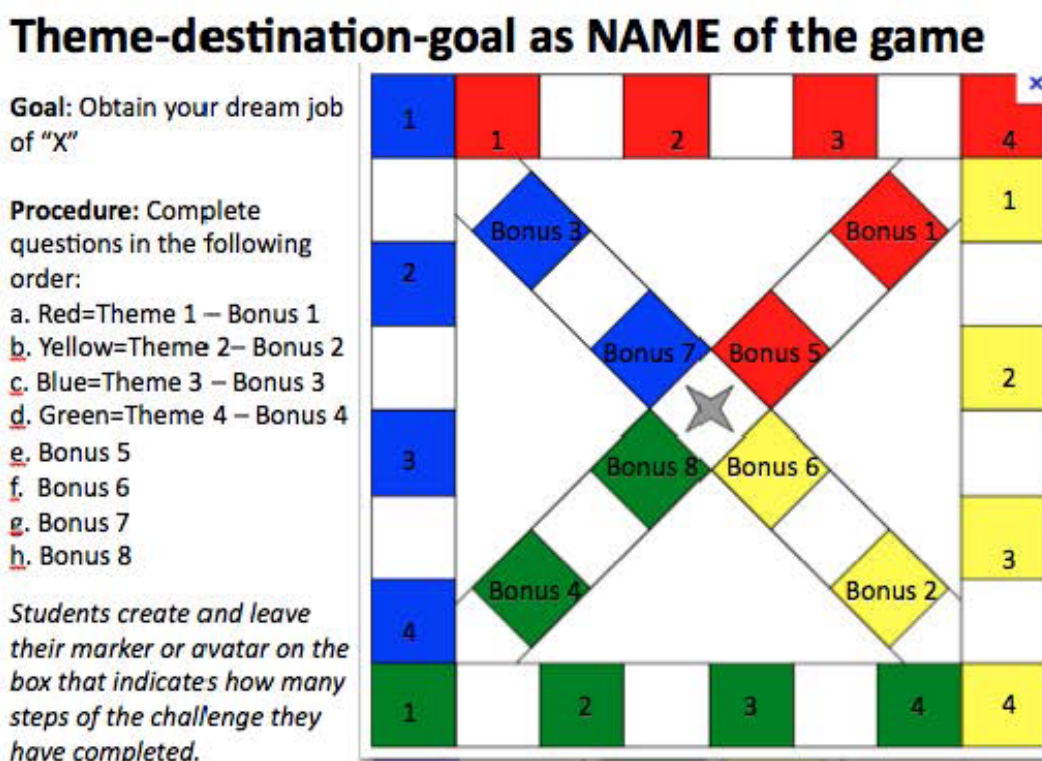 Theme-destination-goal as NAME of the game
Goal: Obtain your dream job
of “X”
Procedure: Complete
questions in the following
order:
a. Red=Theme 1 – Bonus 1
b. Yellow=Theme 2– Bonus 2
c. Blue=Theme 3 – Bonus 3
d. Green=Theme 4 – Bonus 4
e. Bonus 5
f. Bonus 6
g. Bonus 7
h. Bonus 8
Students create and leave
their marker or avatar on the
box that indicates how many
steps of the challenge they
have completed.
x
1
1 2 3 4
1
Bonus 3 Bonus 1
2
Bonus 7 Bonus 5
2
3
Bonus 8 Bonus 6
3
Bonus 4 Bonus 2
4
1 2 3 4 4